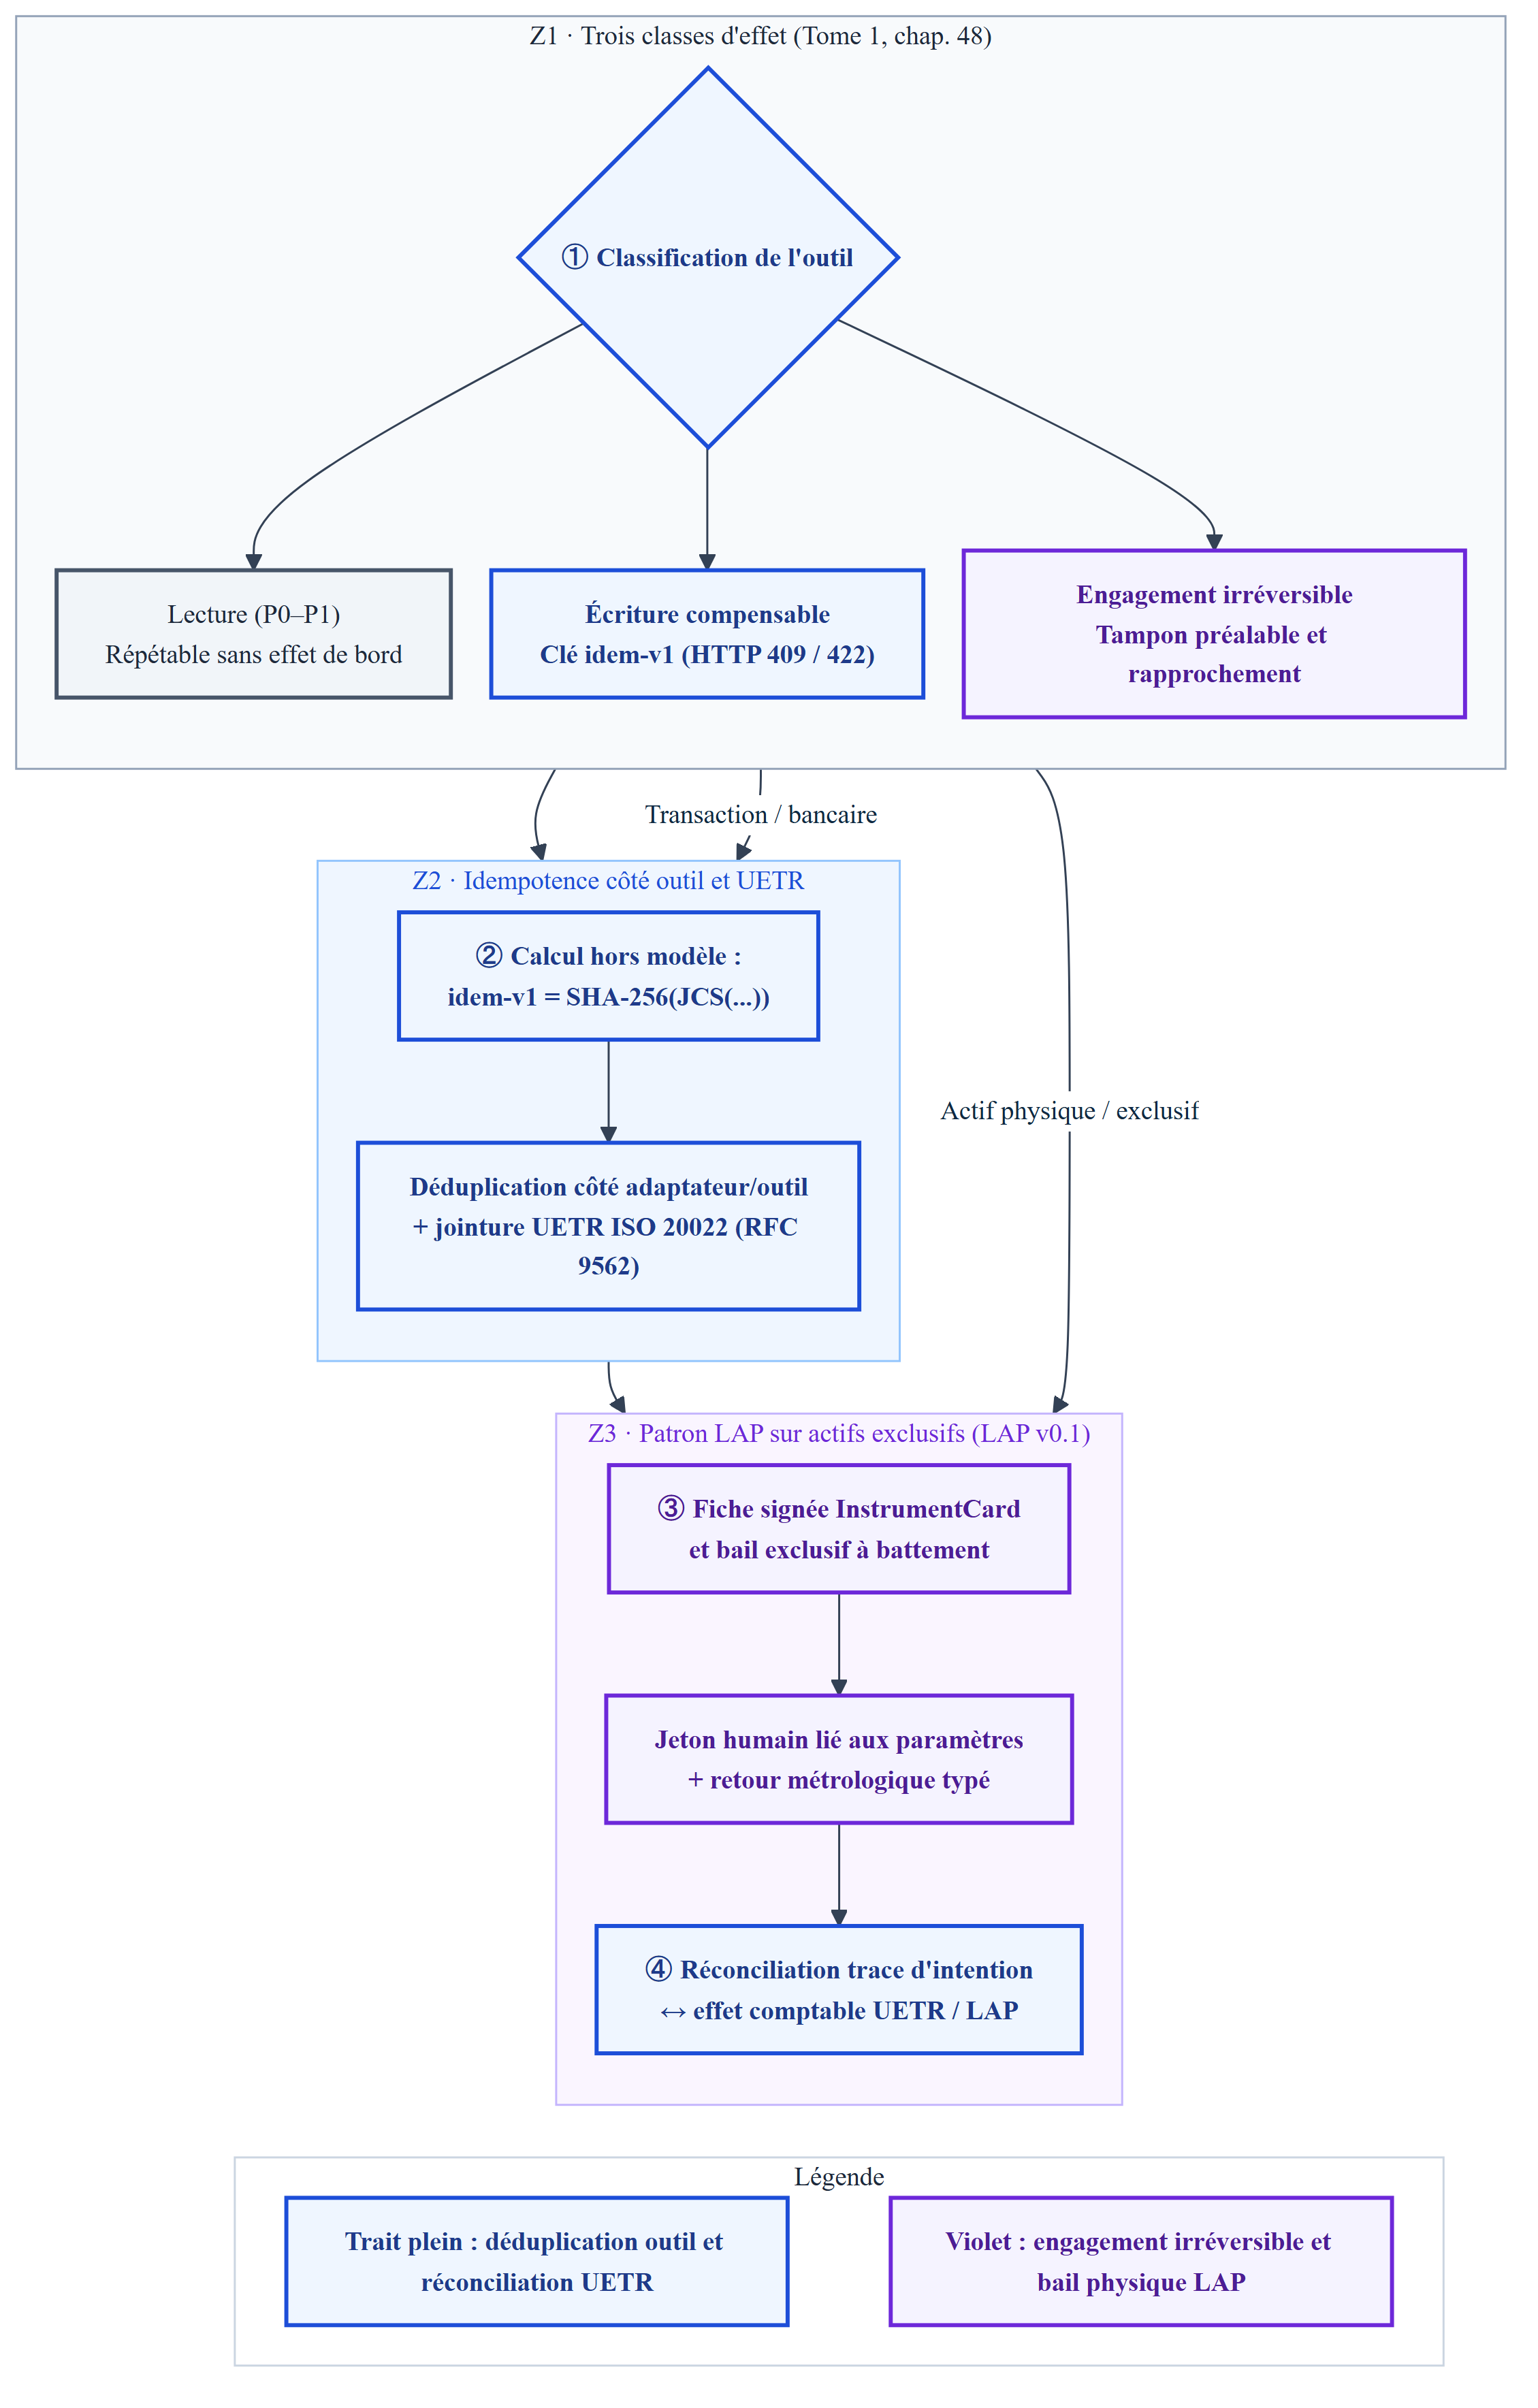 Z1 · Trois classes d'effet (Tome 1, chap. 48)
① Classification de l'outil
Lecture (P0–P1)
Répétable sans effet de bord
Écriture compensable
Clé idem-v1 (HTTP 409 / 422)
Engagement irréversible
Tampon préalable et
rapprochement
Transaction / bancaire
Z2 · Idempotence côté outil et UETR
② Calcul hors modèle :
idem-v1 = SHA-256(JCS(...))
Déduplication côté adaptateur/outil
+ jointure UETR ISO 20022 (RFC
9562)
Actif physique / exclusif
Z3 · Patron LAP sur actifs exclusifs (LAP v0.1)
③ Fiche signée InstrumentCard
et bail exclusif à battement
Jeton humain lié aux paramètres
+ retour métrologique typé
④ Réconciliation trace d'intention
↔ effet comptable UETR / LAP
Légende
Trait plein : déduplication outil et
réconciliation UETR
Violet : engagement irréversible et
bail physique LAP